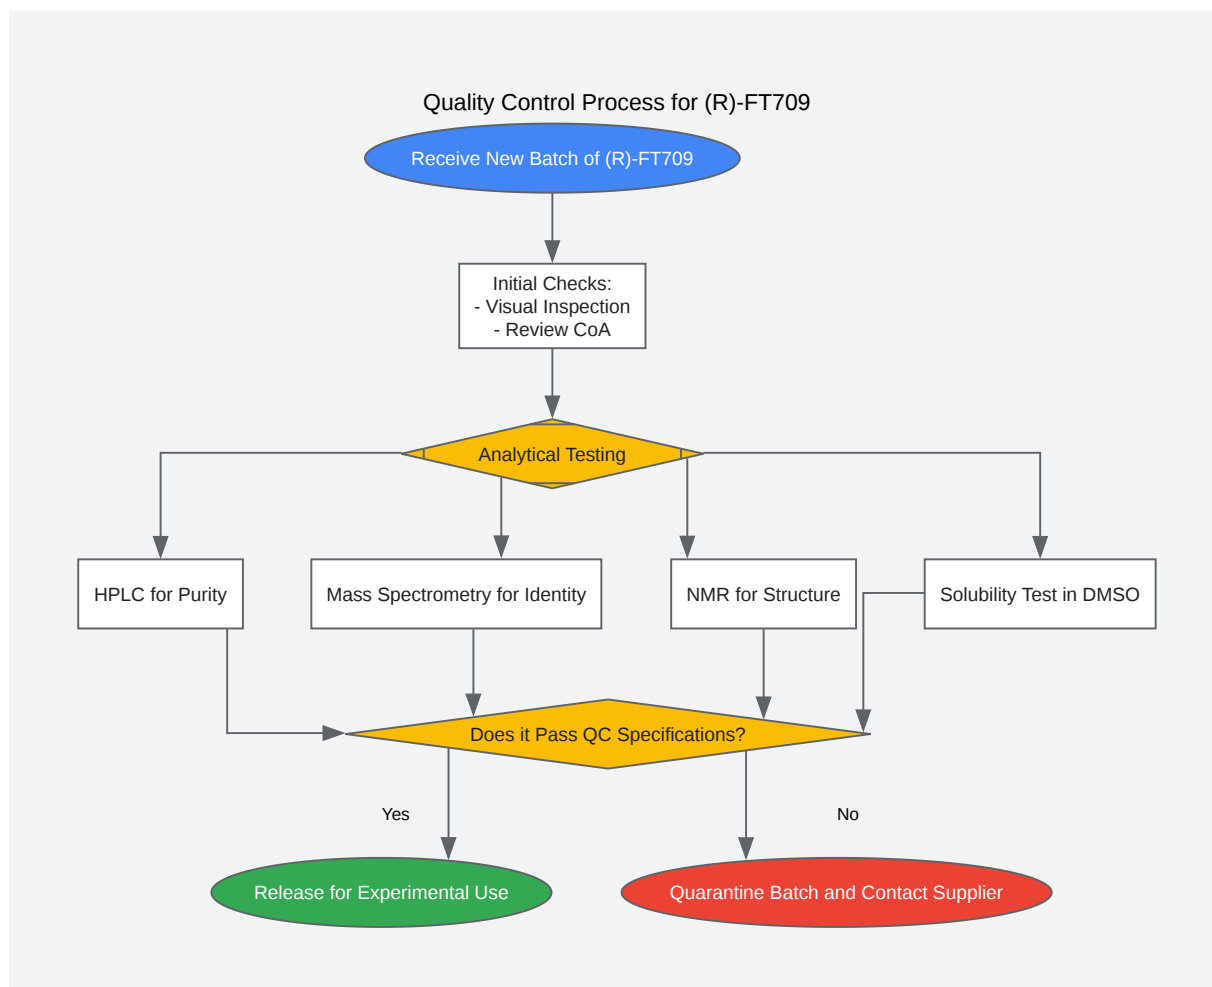 Quality Control Process for (R)-FT709
Receive New Batch of (R)-FT709
Initial Checks:
- Visual Inspection
- Review CoA
Analytical Testing
HPLC for Purity
Mass Spectrometry for Identity
NMR for Structure
Solubility Test in DMSO
Does it Pass QC Specifications?
Yes
No
Release for Experimental Use
Quarantine Batch and Contact Supplier